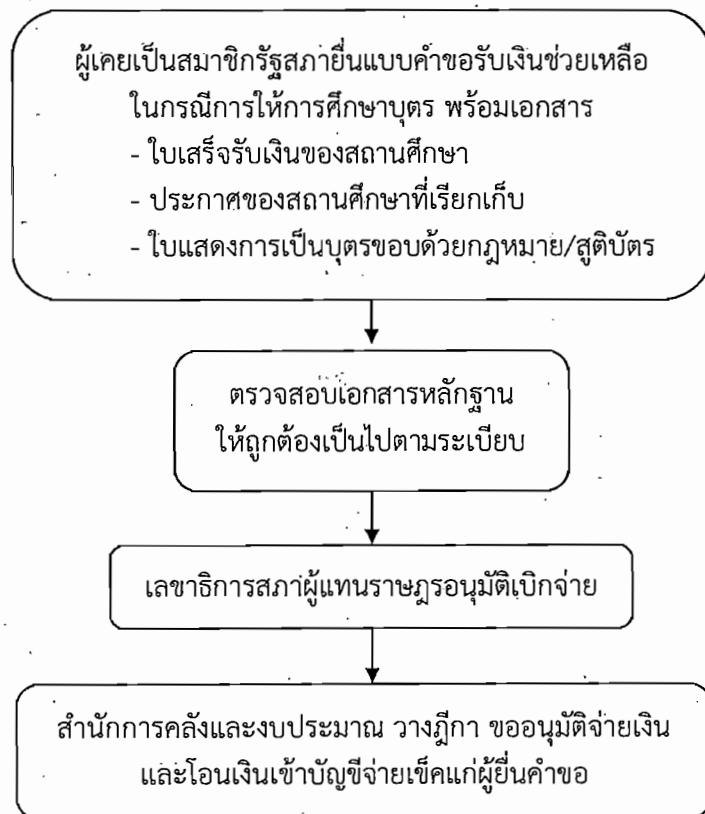 ผู้เคยเป็นสมาชิกรัฐสภายื่นแบบคำขอรับเงินช่วยเหลือ
ในกรณีการให้การศึกษาบุตร พร้อมเอกสาร
- ใบเสร็จรับเงินของสถานศึกษา
- ประกาศของสถานศึกษาที่เรียกเก็บ
- ใบแสดงการเป็นบุตรขอบด้วยกฎหมาย/สูติบัตร
ตรวจสอบเอกสารหลักฐาน
ให้ถูกต้องเป็นไปตามระเบียบ
เลขาธิการสภาผู้แทนราษฎรอนุมัติเบิกจ่าย
สำนักการคลังและงบประมาณ วางฎีกา ขออนุมัติจ่ายเงิน
และโอนเงินเข้าบัญชีจ่ายเช็คแก่ผู้ยื่นคำขอ